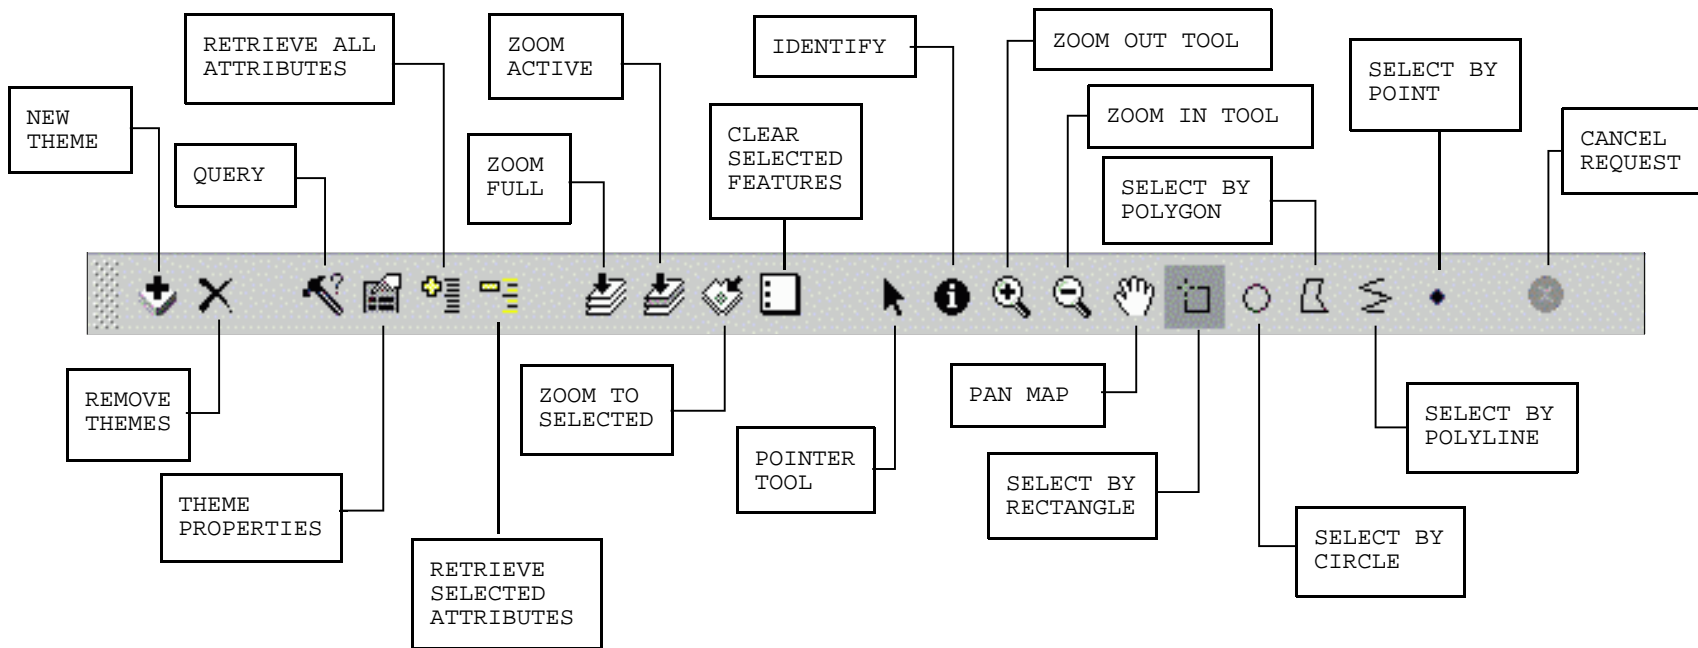 RETRIEVE ALL
ATTRIBUTES
ZOOM
ACTIVE
IDENTIFY
ZOOM OUT TOOL
SELECT BY
POINT
NEW
THEME
QUERY
ZOOM
FULL
CLEAR
SELECTED
FEATURES
ZOOM IN TOOL
SELECT BY
POLYGON
CANCEL
REQUEST
?
i
REMOVE
THEMES
THEME
PROPERTIES
RETRIEVE
SELECTED
ATTRIBUTES
ZOOM TO
SELECTED
POINTER
TOOL
PAN MAP
SELECT BY
RECTANGLE
SELECT BY
CIRCLE
SELECT BY
POLYLINE